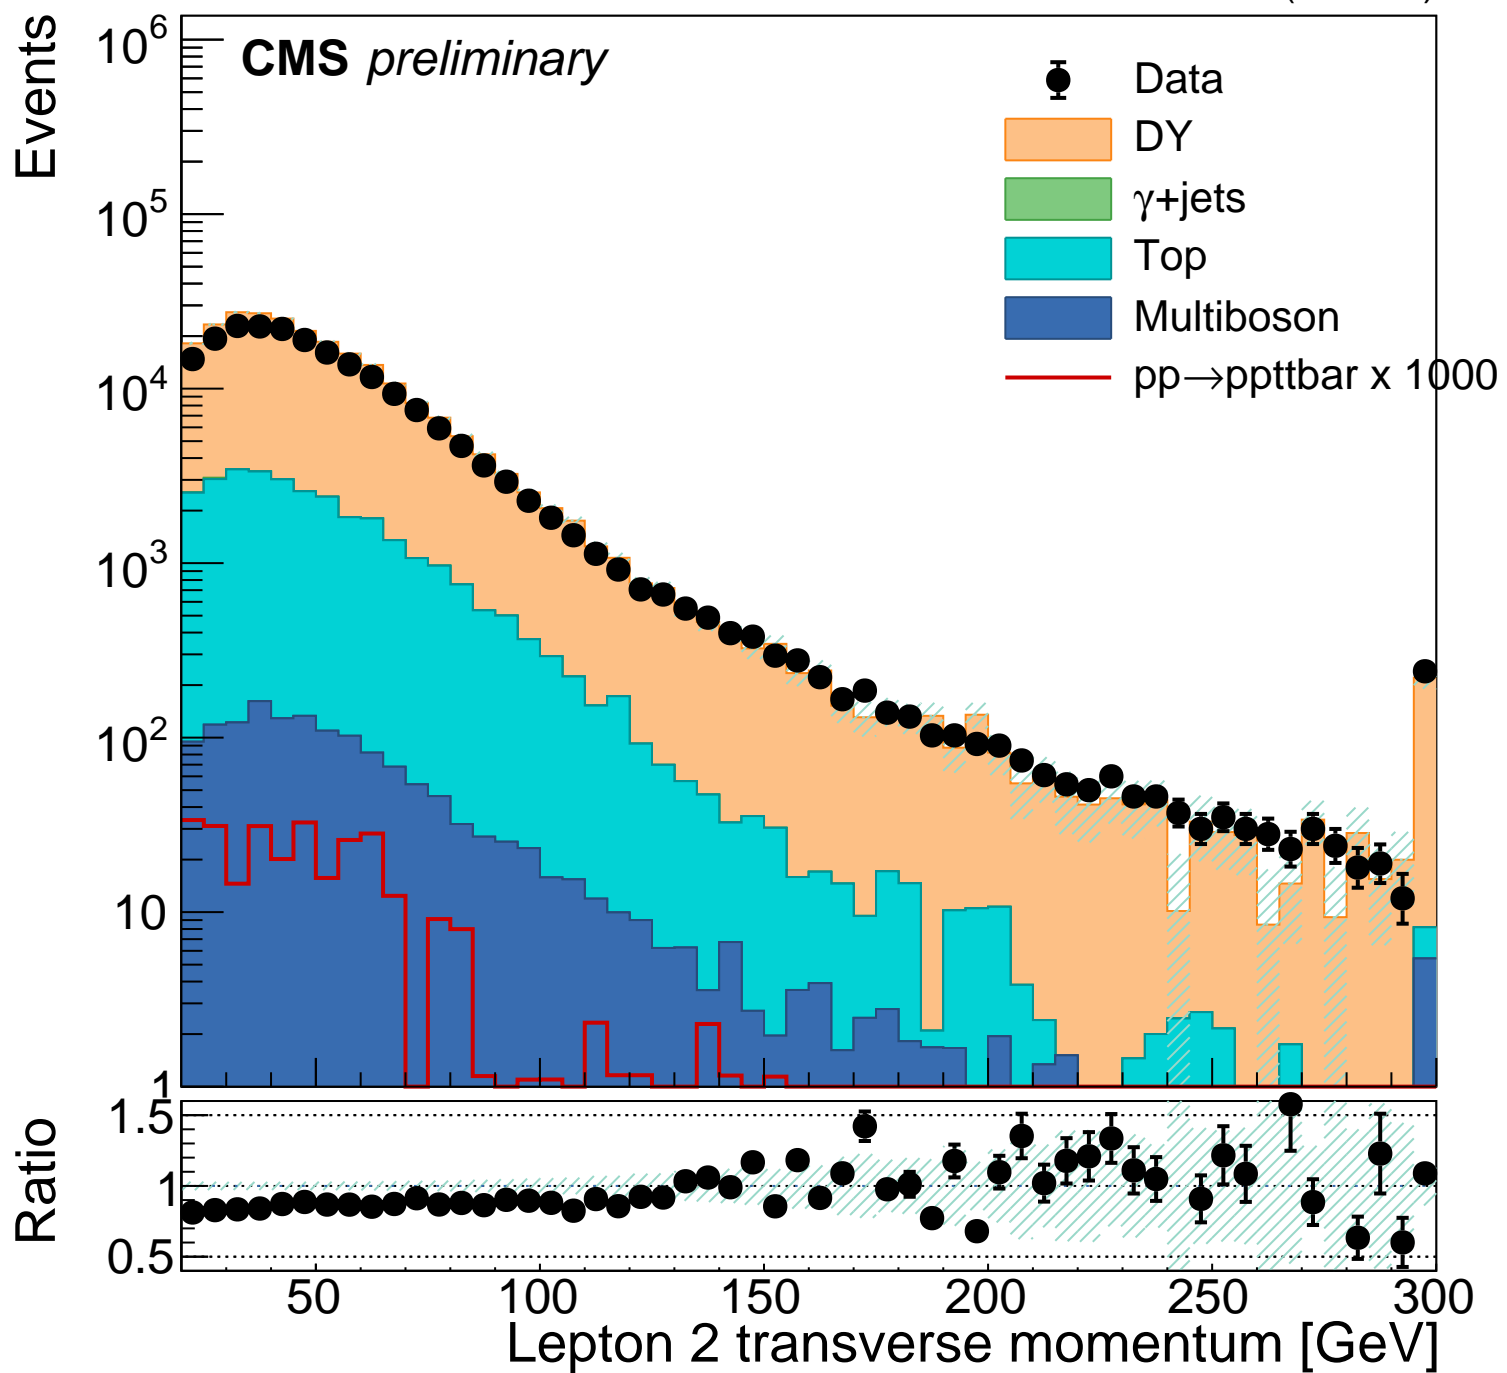 CMS preliminary
Events
Data
DY
γ+jets
Top
Multiboson
pp→ppttbar x 1000
10^6
10^5
10^4
10^3
10^2
10
1
Ratio
1.5
1
0.5
50 100 150 200 250 300
Lepton 2 transverse momentum [GeV]